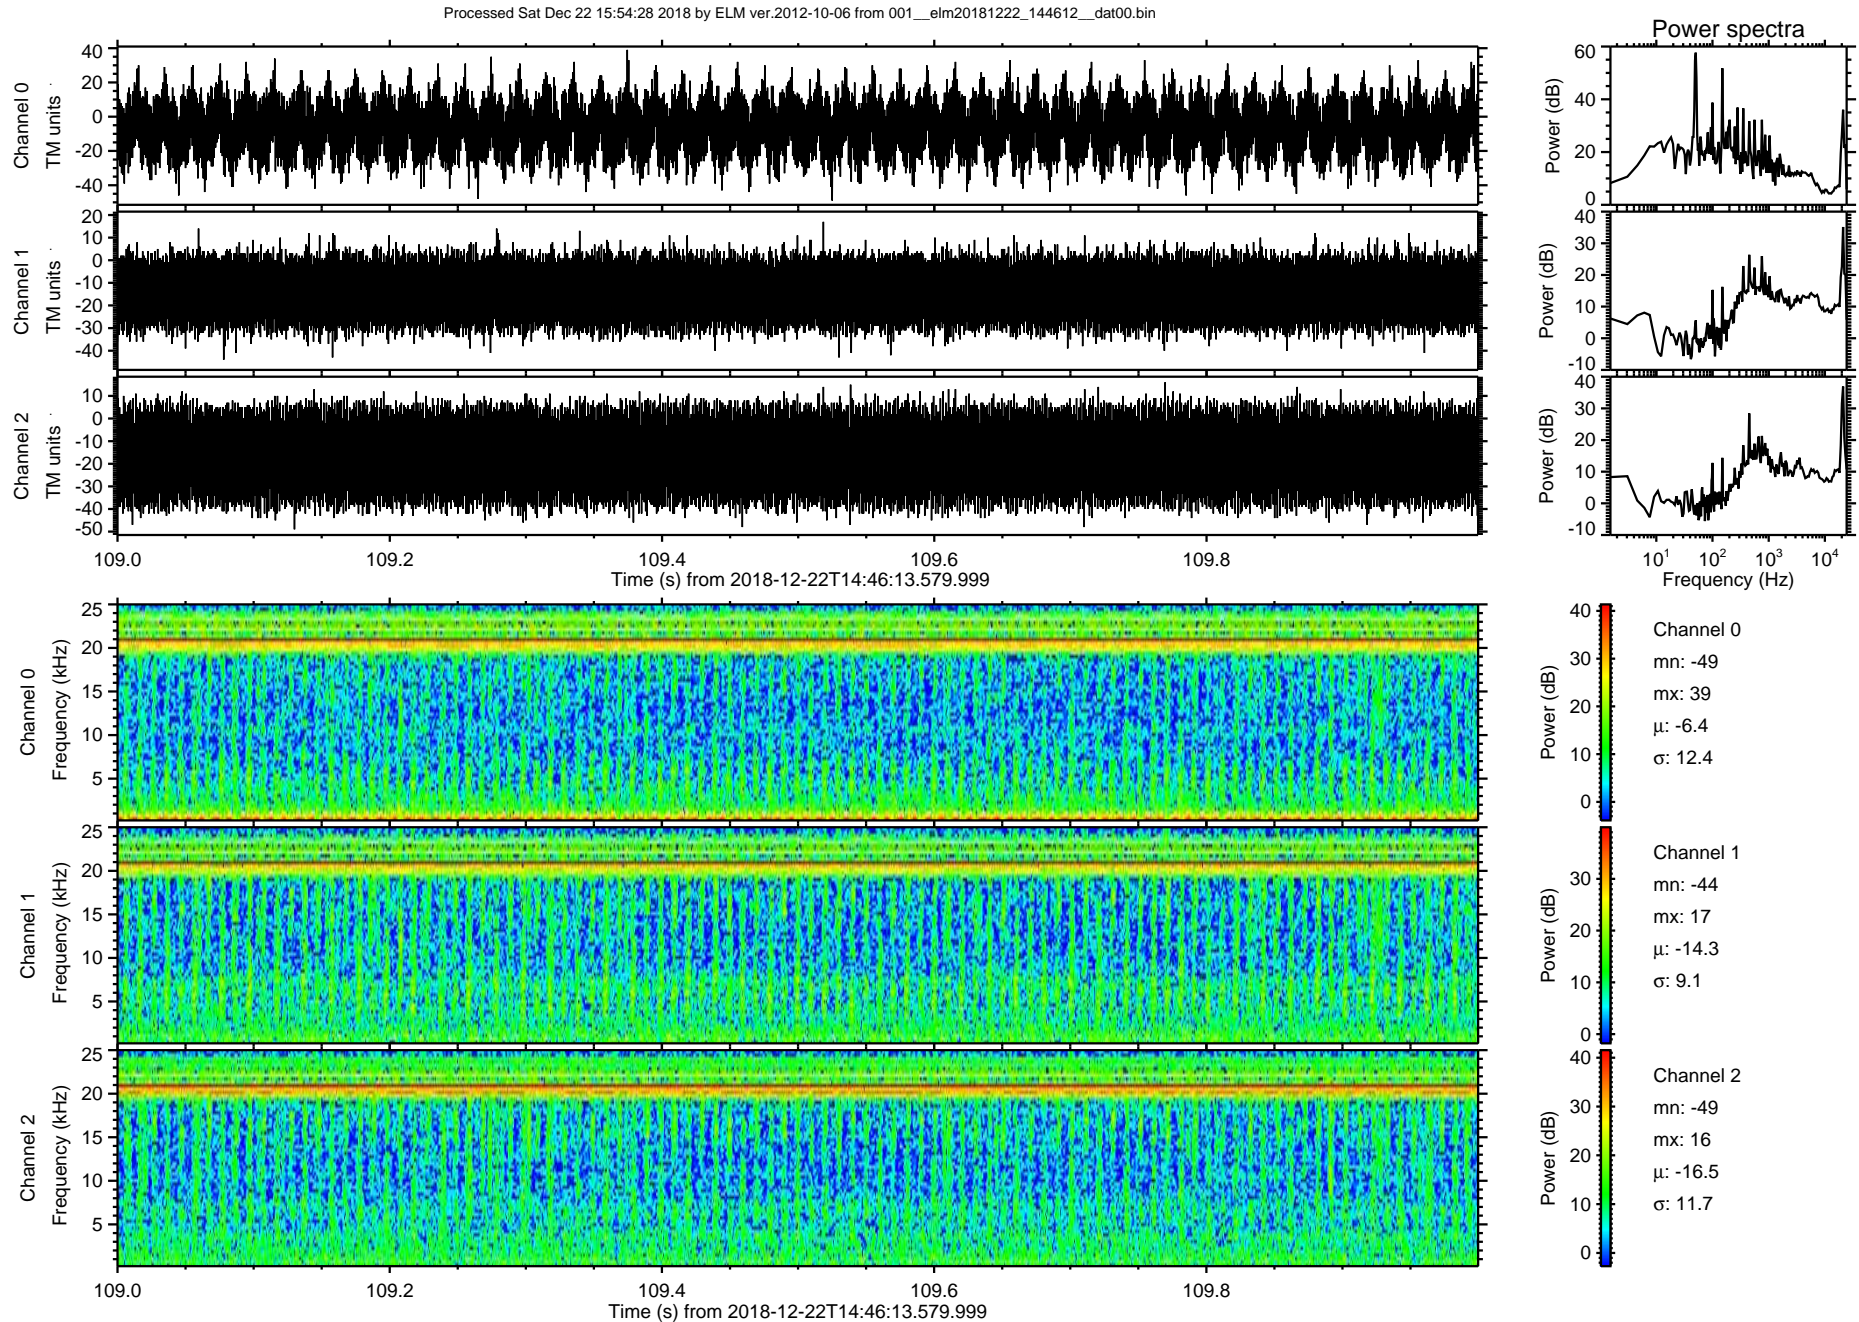 Processed Sat Dec 22 15:54:28 2018 by ELM ver.2012-10-06 from 001__elm20181222_144612__dat00.bin
Power spectra
Channel 0
TM units
40
20
0
-20
-40
Power (dB)
60
40
20
0
Channel 1
TM units
20
10
0
-10
-20
-30
-40
Power (dB)
40
30
20
10
0
-10
Channel 2
TM units
10
0
-10
-20
-30
-40
-50
Power (dB)
40
30
20
10
0
-10
109.0 109.2 109.4 109.6 109.8
Time (s) from 2018-12-22T14:46:13.579.999
10¹ 10² 10³ 10⁴
Frequency (Hz)
Channel 0
Frequency (kHz)
25
20
15
10
5
Power (dB)
40
30
20
10
0
Channel 0
mn: -49
mx: 39
μ: -6.4
σ: 12.4
Channel 1
Frequency (kHz)
25
20
15
10
5
Power (dB)
30
20
10
0
Channel 1
mn: -44
mx: 17
μ: -14.3
σ: 9.1
Channel 2
Frequency (kHz)
25
20
15
10
5
Power (dB)
40
30
20
10
0
Channel 2
mn: -49
mx: 16
μ: -16.5
σ: 11.7
109.0 109.2 109.4 109.6 109.8
Time (s) from 2018-12-22T14:46:13.579.999